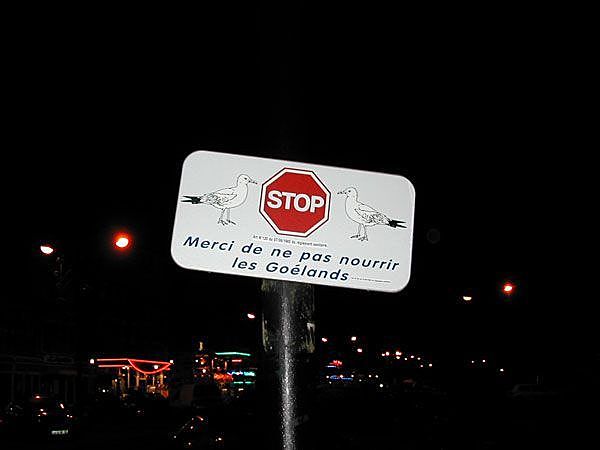 STOP
Merci de ne pas nourrir
les Goélands